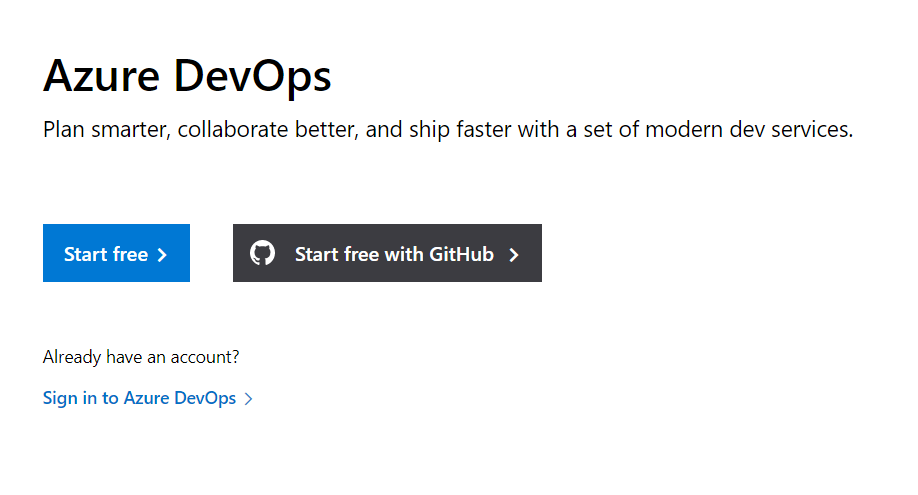 Azure DevOps
Plan smarter, collaborate better, and ship faster with a set of modern dev services.
Start free
Start free with GitHub
Already have an account?
Sign in to Azure DevOps